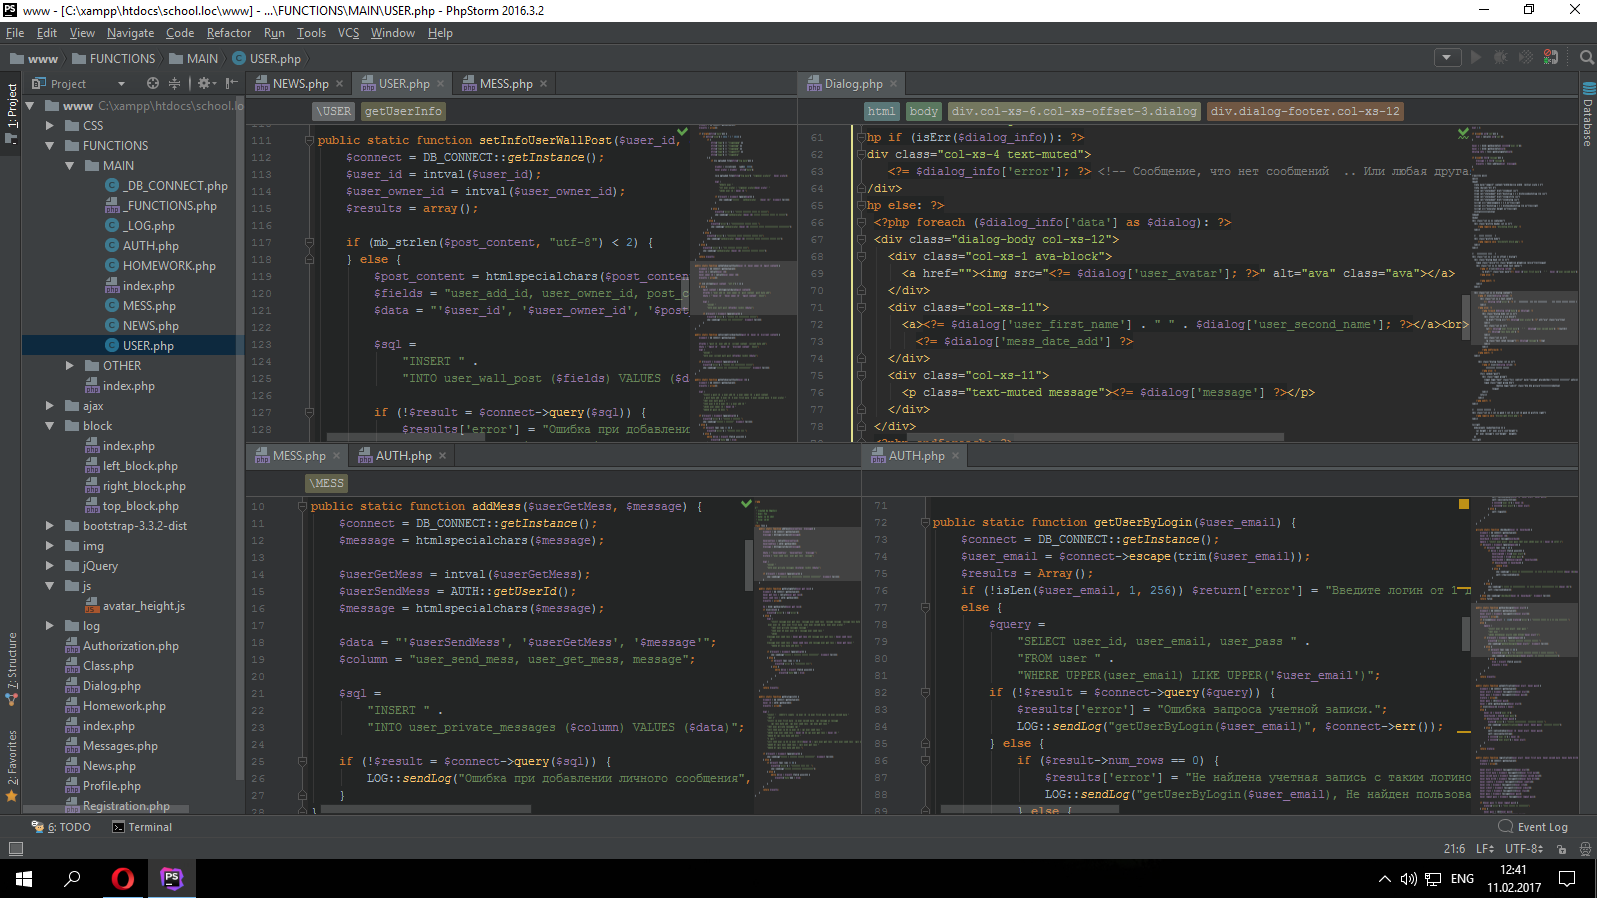 www - [C:\xampp\htdocs\school.loc\www] - ...\FUNCTIONS\MAIN\USER.php - PhpStorm 2016.3.2
File Edit View Navigate Code Refactor Run Tools VCS Window Help
www FUNCTIONS MAIN USER.php
1: Project
7: Structure
2: Favorites
Project
www C:\xampp\htdocs\school.lo
CSS
FUNCTIONS
MAIN
_DB_CONNECT.php
_FUNCTIONS.php
_LOG.php
AUTH.php
HOMEWORK.php
index.php
MESS.php
NEWS.php
USER.php
OTHER
index.php
ajax
block
index.php
left_block.php
right_block.php
top_block.php
bootstrap-3.3.2-dist
img
jQuery
js
avatar_height.js
log
Authorization.php
Class.php
Dialog.php
Homework.php
index.php
Messages.php
News.php
Profile.php
Registration.php
NEWS.php USER.php MESS.php
\USER getUserInfo
111 public static function setInfoUserWallPost($user_id,
112 $connect = DB_CONNECT::getInstance();
113 $user_id = intval($user_id);
114 $user_owner_id = intval($user_owner_id);
115 $results = array();
116
117 if (mb_strlen($post_content, "utf-8") < 2) {
118 } else {
119 $post_content = htmlspecialchars($post_conten
120 $fields = "user_add_id, user_owner_id, post_c
121 $data = "'$user_id', '$user_owner_id', '$post
122
123 $sql =
124 "INSERT " .
125 "INTO user_wall_post ($fields) VALUES ($d
126
127 if (!$result = $connect->query($sql)) {
128 $results['error'] = "Ошибка при добавлени
Dialog.php
html body div.col-xs-6.col-xs-offset-3.dialog div.dialog-footer.col-xs-12
61 hp if (isErr($dialog_info)): ?>
62 div class="col-xs-4 text-muted">
63 <?= $dialog_info['error']; ?> <!-- Сообщение, что нет сообщений .. Или любая друга
64 /div>
65 hp else: ?>
66 <?php foreach ($dialog_info['data'] as $dialog): ?>
67 <div class="dialog-body col-xs-12">
68 <div class="col-xs-1 ava-block">
69 <a href=""><img src="<?= $dialog['user_avatar']; ?>" alt="ava" class="ava"></a>
70 </div>
71 <div class="col-xs-11">
72 <a><?= $dialog['user_first_name'] . " " . $dialog['user_second_name']; ?></a><br>
73 <?= $dialog['mess_date_add'] ?>
74 </div>
75 <div class="col-xs-11">
76 <p class="text-muted message"><?= $dialog['message'] ?></p>
77 </div>
78 </div>
MESS.php AUTH.php
\MESS
10 public static function addMess($userGetMess, $message) {
11 $connect = DB_CONNECT::getInstance();
12 $message = htmlspecialchars($message);
13
14 $userGetMess = intval($userGetMess);
15 $userSendMess = AUTH::getUserId();
16 $message = htmlspecialchars($message);
17
18 $data = "'$userSendMess', '$userGetMess', '$message'";
19 $column = "user_send_mess, user_get_mess, message";
20
21 $sql =
22 "INSERT " .
23 "INTO user_private_messages ($column) VALUES ($data)";
24
25 if (!$result = $connect->query($sql)) {
26 LOG::sendLog("Ошибка при добавлении личного сообщения",
27 }
28 }
AUTH.php
71
72 public static function getUserByLogin($user_email) {
73 $connect = DB_CONNECT::getInstance();
74 $user_email = $connect->escape(trim($user_email));
75 $results = Array();
76 if (!isLen($user_email, 1, 256)) $return['error'] = "Введите логин от 1
77 else {
78 $query =
79 "SELECT user_id, user_email, user_pass " .
80 "FROM user " .
81 "WHERE UPPER(user_email) LIKE UPPER('$user_email')";
82 if (!$result = $connect->query($query)) {
83 $results['error'] = "Ошибка запроса учетной записи.";
84 LOG::sendLog("getUserByLogin($user_email)", $connect->err());
85 } else {
86 if ($result->num_rows == 0) {
87 $results['error'] = "Не найдена учетная запись с таким логино
88 LOG::sendLog("getUserByLogin($user_email), Не найден пользова
89 } else {
Database
6: TODO Terminal Event Log
21:6 LF UTF-8
ENG
12:41
11.02.2017